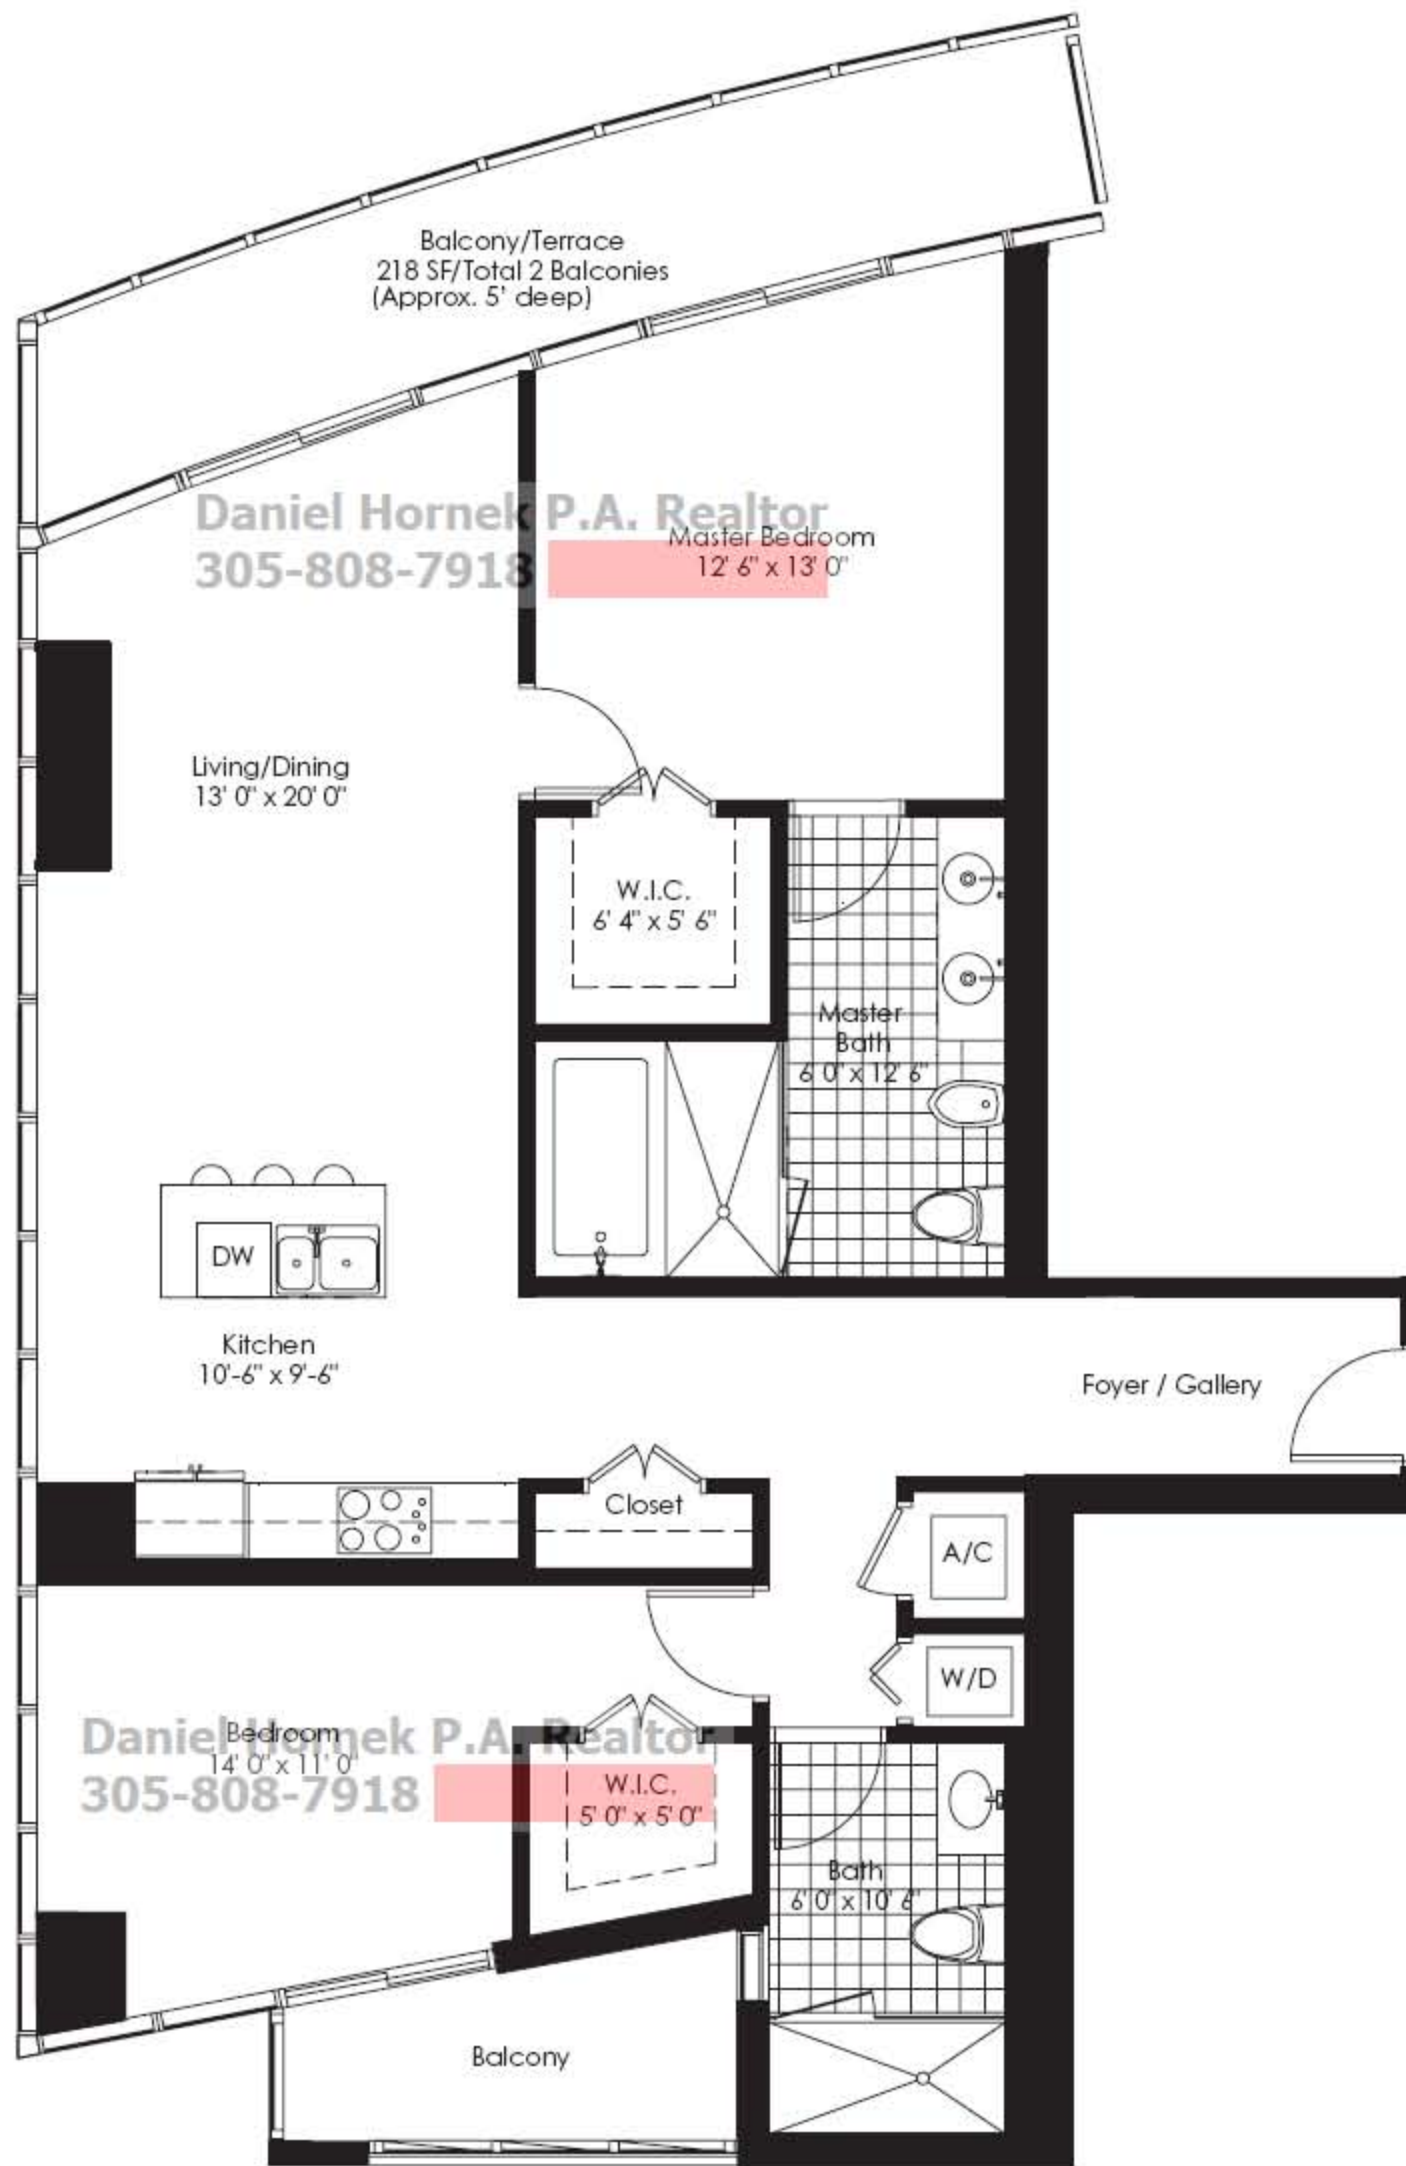 Balcony/Terrace
218 SF/Total 2 Balconies
(Approx. 5' deep)
Daniel Hornek P.A. Realtor
305-808-7918
Master Bedroom
12' 6" x 13' 0"
Living/Dining
13' 0" x 20' 0"
W.I.C.
6' 4" x 5' 6"
Master
Bath
6' 0" x 12' 6"
DW
Kitchen
10'-6" x 9'-6"
Foyer / Gallery
Closet
A/C
W/D
Daniel Hornek P.A. Realtor
305-808-7918
Bedroom
14' 0" x 11' 0"
W.I.C.
5' 0" x 5' 0"
Bath
6' 0" x 10' 6"
Balcony